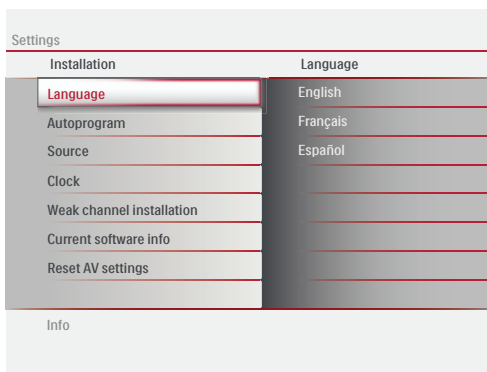 Settings
Installation
Language
Language
English
Autoprogram
Français
Source
Español
Clock
Weak channel installation
Current software info
Reset AV settings
Info